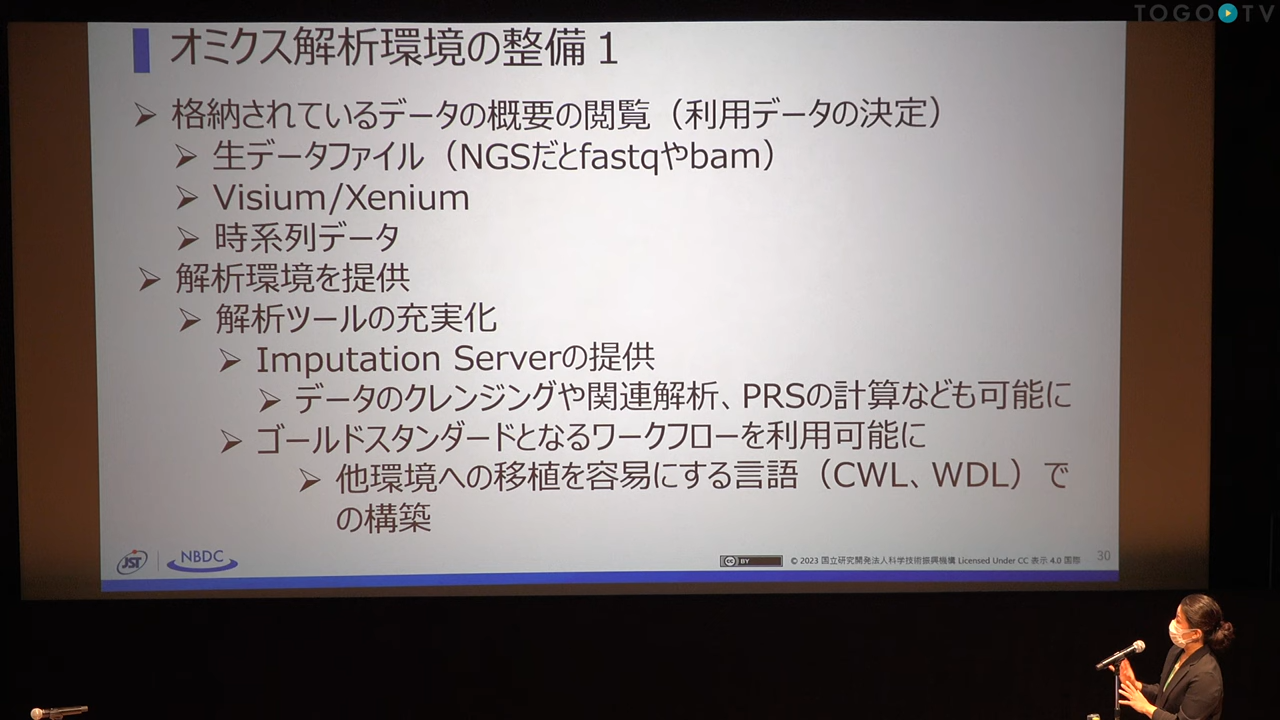 TOGO TV
オミクス解析環境の整備 1
格納されているデータの概要の閲覧（利用データの決定）
生データファイル（NGSだとfastqやbam）
Visium/Xenium
時系列データ
解析環境を提供
解析ツールの充実化
Imputation Serverの提供
データのクレンジングや関連解析、PRSの計算なども可能に
ゴールドスタンダードとなるワークフローを利用可能に
他環境への移植を容易にする言語（CWL、WDL）で
の構築
JST NBDC
cc BY © 2023 国立研究開発法人科学技術振興機構 Licensed Under CC 表示 4.0 国際 30